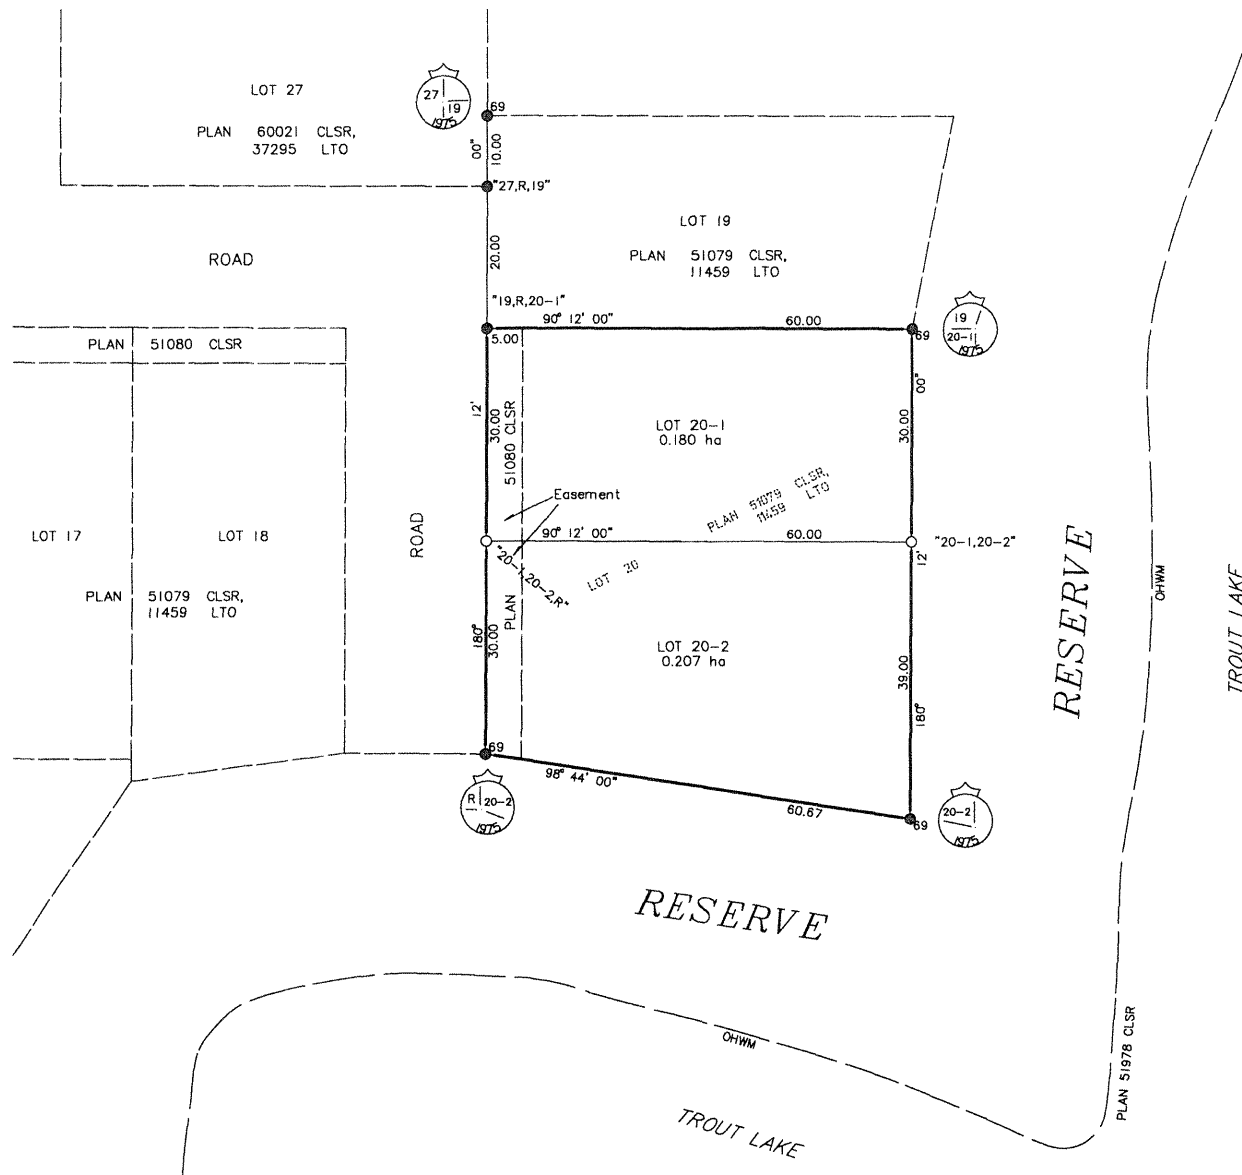 LOT 27
PLAN 60021 CLSR,
37295 LTO
27
19
1975
69
00"
10.00
"27,R,19"
20.00
ROAD
LOT 19
PLAN 51079 CLSR,
11459 LTO
"19,R,20-1"
90° 12' 00"
60.00
5.00
69
19
20-1
1975
PLAN 51080 CLSR
12'
30.00
51080 CLSR
PLAN
LOT 20-1
0.180 ha
00"
30.00
PLAN 51079 CLSR,
11459 LTO
Easement
90° 12' 00"
60.00
"20-1,20-2"
"20-1,20-2,R"
LOT 20
12'
LOT 17
LOT 18
ROAD
PLAN 51079 CLSR,
11459 LTO
180°
30.00
LOT 20-2
0.207 ha
39.00
180°
RESERVE
OHWM
TROUT LAKE
69
R
20-2
1975
98° 44' 00"
60.67
69
20-2
1975
RESERVE
OHWM
PLAN 51978 CLSR
TROUT LAKE